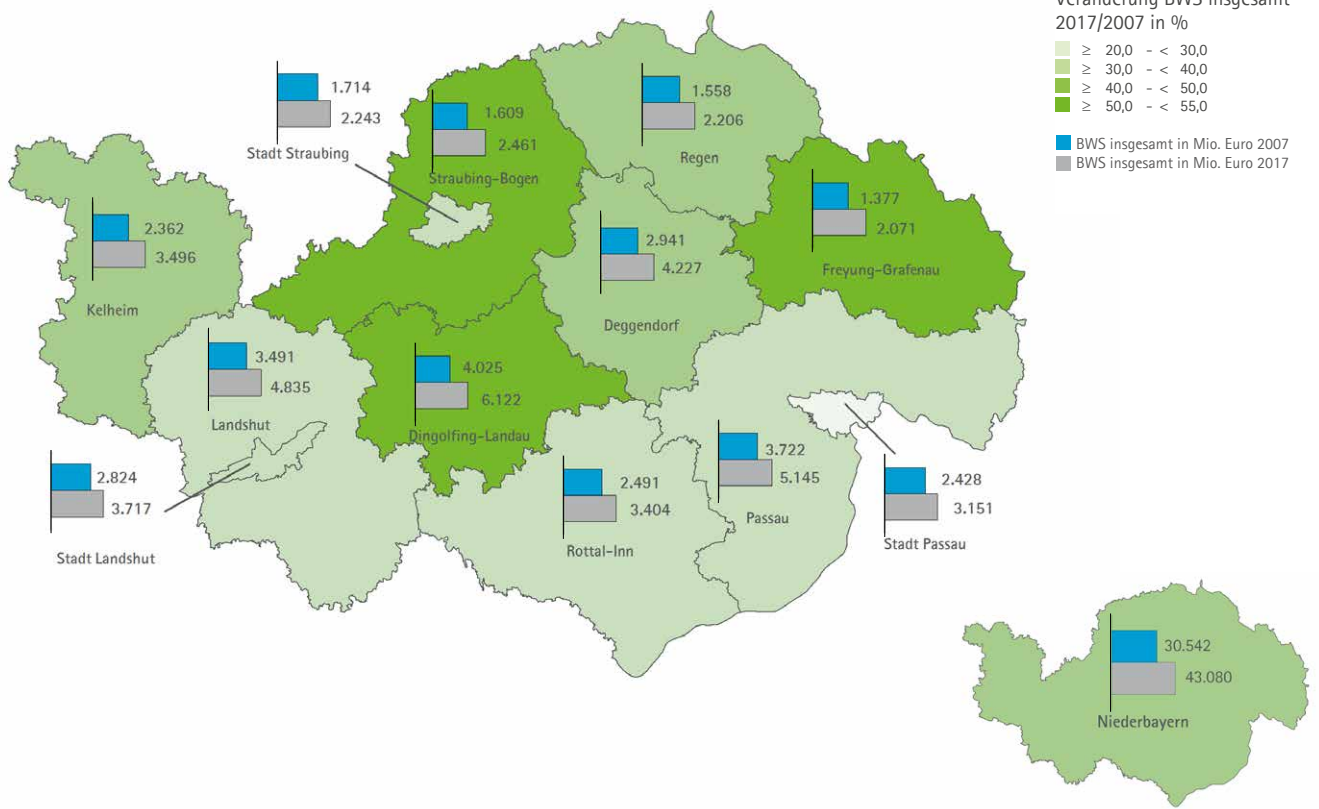 Veränderung BWS insgesamt
2017/2007 in %
≥ 20,0 - < 30,0
≥ 30,0 - < 40,0
≥ 40,0 - < 50,0
≥ 50,0 - < 55,0
BWS insgesamt in Mio. Euro 2007
BWS insgesamt in Mio. Euro 2017
1.714
2.243
Stadt Straubing
1.609
2.461
Straubing-Bogen
1.558
2.206
Regen
2.362
3.496
Kelheim
2.941
4.227
Deggendorf
1.377
2.071
Freyung-Grafenau
3.491
4.835
Landshut
4.025
6.122
Dingolfing-Landau
2.824
3.717
Stadt Landshut
2.491
3.404
Rottal-Inn
3.722
5.145
Passau
2.428
3.151
Stadt Passau
30.542
43.080
Niederbayern